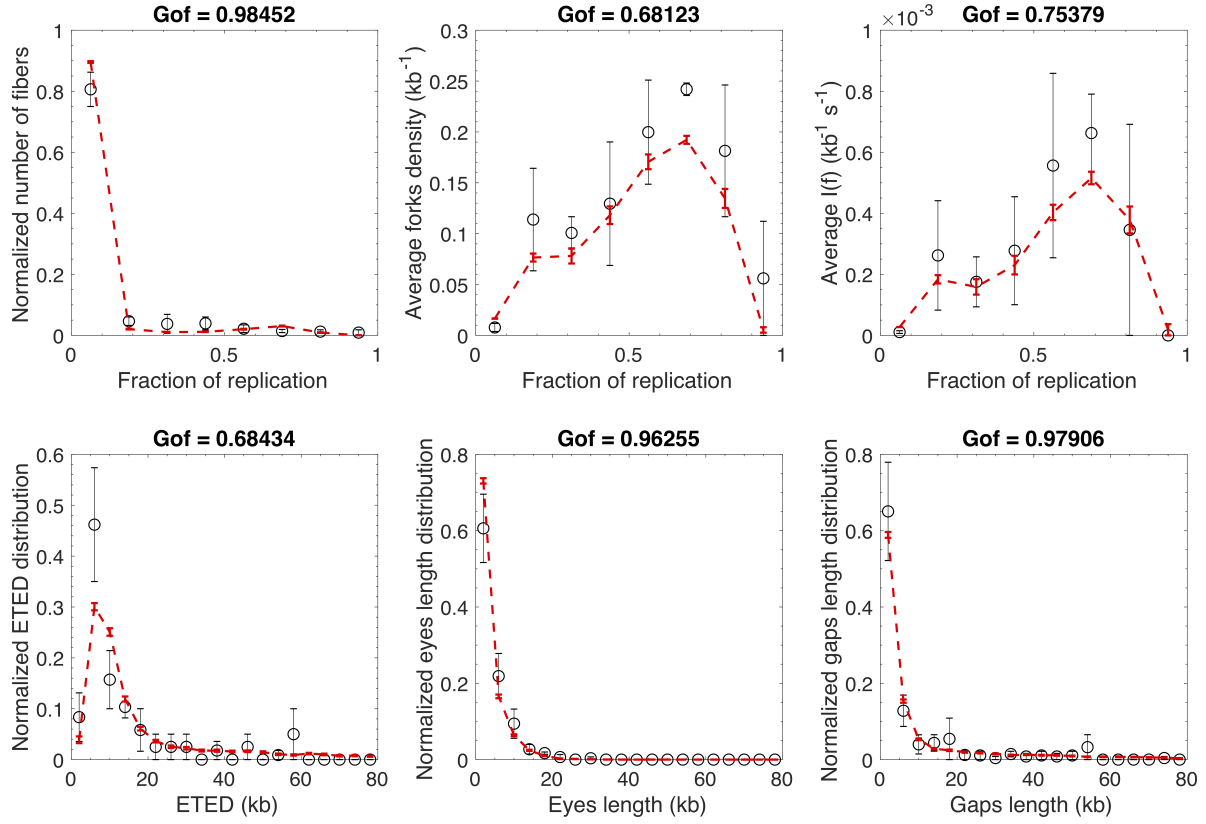 Gof = 0.98452
Normalized number of fibers
1
0.8
0.6
0.4
0.2
0
0 0.5 1
Fraction of replication
Gof = 0.68123
Average forks density (kb-1)
0.3
0.25
0.2
0.15
0.1
0.05
0
0 0.5 1
Fraction of replication
Gof = 0.75379
×10-3
Average I(f) (kb-1 s-1)
1
0.8
0.6
0.4
0.2
0
0 0.5 1
Fraction of replication
Gof = 0.68434
Normalized ETED distribution
0.6
0.5
0.4
0.3
0.2
0.1
0
0 20 40 60 80
ETED (kb)
Gof = 0.96255
Normalized eyes length distribution
0.8
0.6
0.4
0.2
0
0 20 40 60 80
Eyes length (kb)
Gof = 0.97906
Normalized gaps length distribution
0.8
0.6
0.4
0.2
0
0 20 40 60 80
Gaps length (kb)